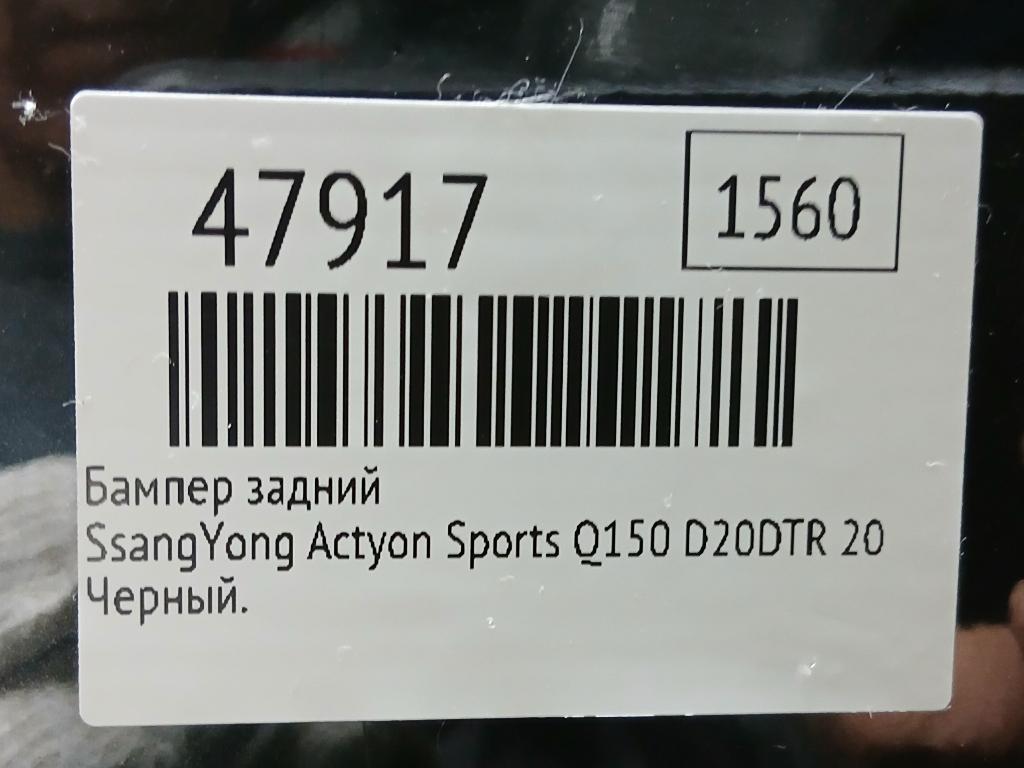 47917
1560
Бампер задний
SsangYong Actyon Sports Q150 D20DTR 20
Черный.